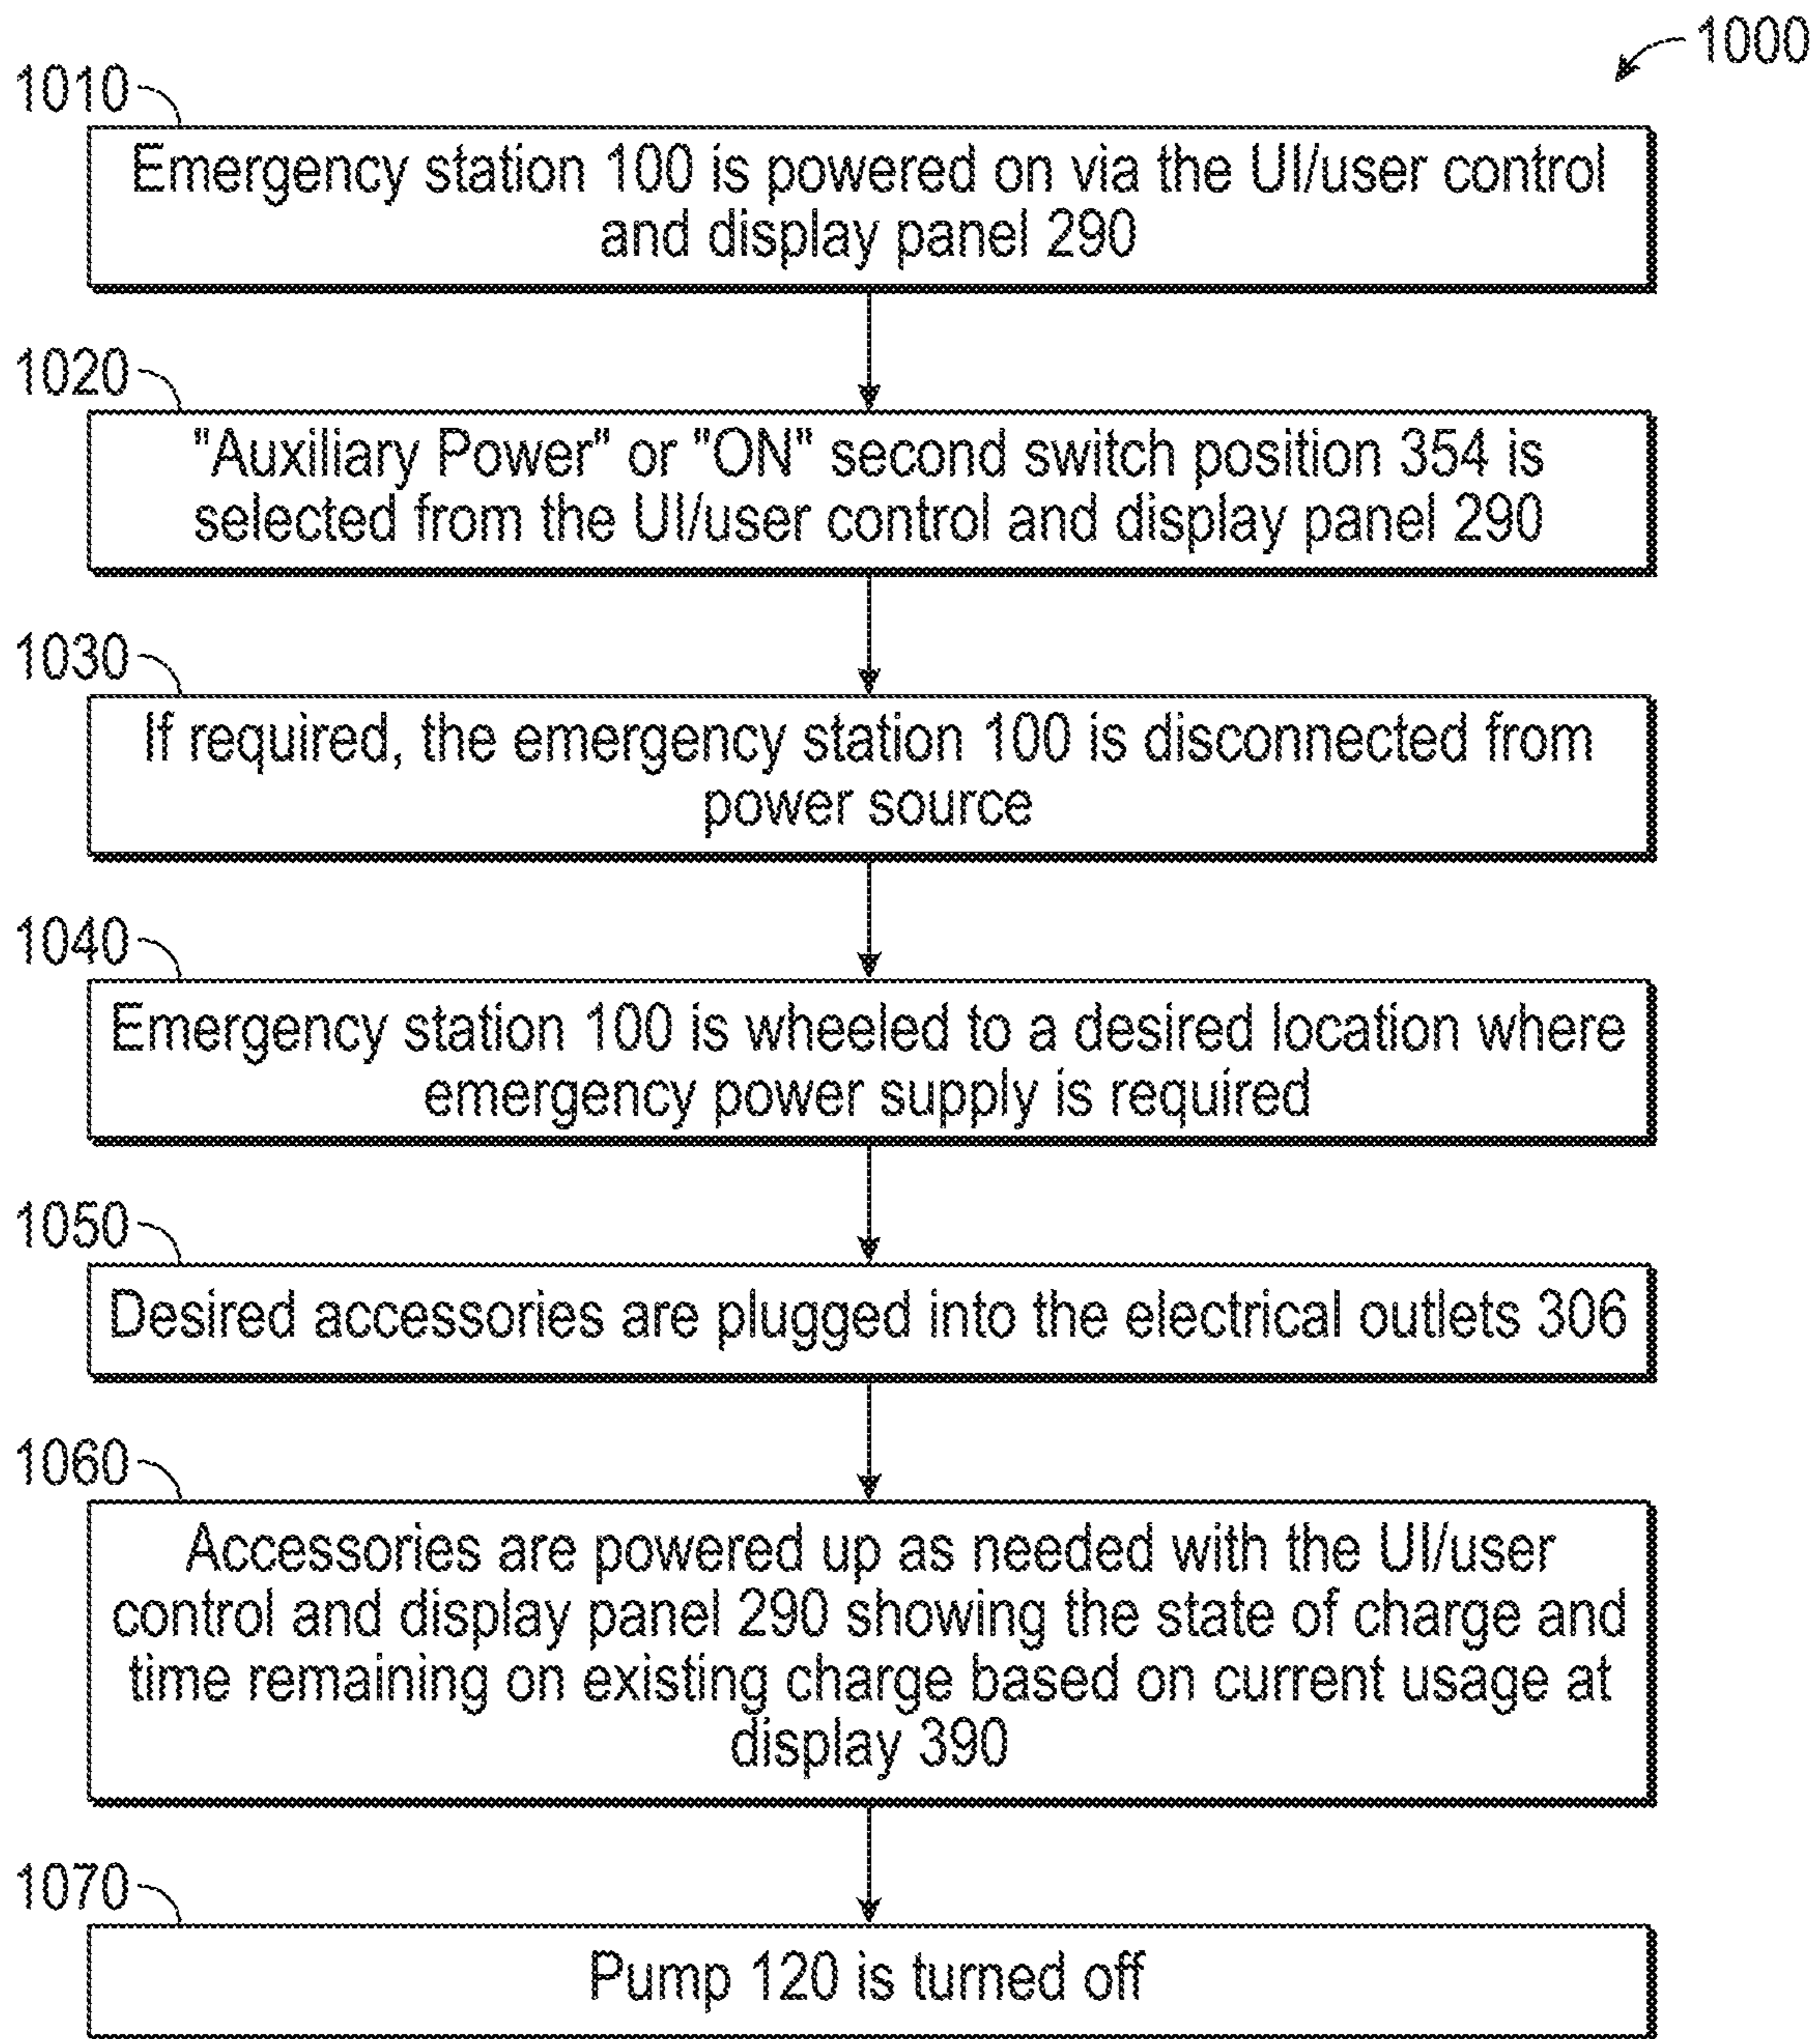 1000
1010
Emergency station 100 is powered on via the UI/user control
and display panel 290
1020
"Auxiliary Power" or "ON" second switch position 354 is
selected from the UI/user control and display panel 290
1030
If required, the emergency station 100 is disconnected from
power source
1040
Emergency station 100 is wheeled to a desired location where
emergency power supply is required
1050
Desired accessories are plugged into the electrical outlets 306
1060
Accessories are powered up as needed with the UI/user
control and display panel 290 showing the state of charge and
time remaining on existing charge based on current usage at
display 390
1070
Pump 120 is turned off